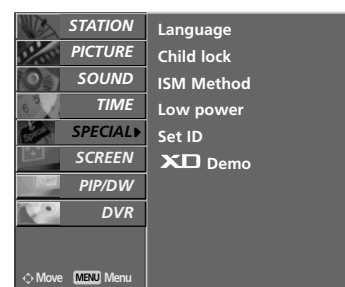 STATION
PICTURE
SOUND
TIME
SPECIAL
SCREEN
PIP/DW
DVR
Move MENU Menu
Language
Child lock
ISM Method
Low power
Set ID
XD Demo